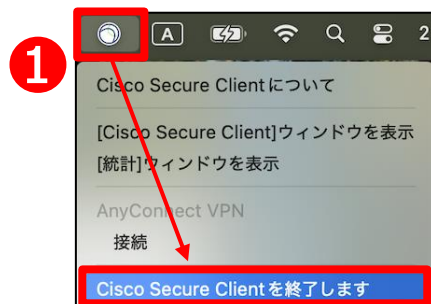 1
A
2
Cisco Secure Clientについて
[Cisco Secure Client]ウィンドウを表示
[統計]ウィンドウを表示
AnyConnect VPN
接続
Cisco Secure Clientを終了します